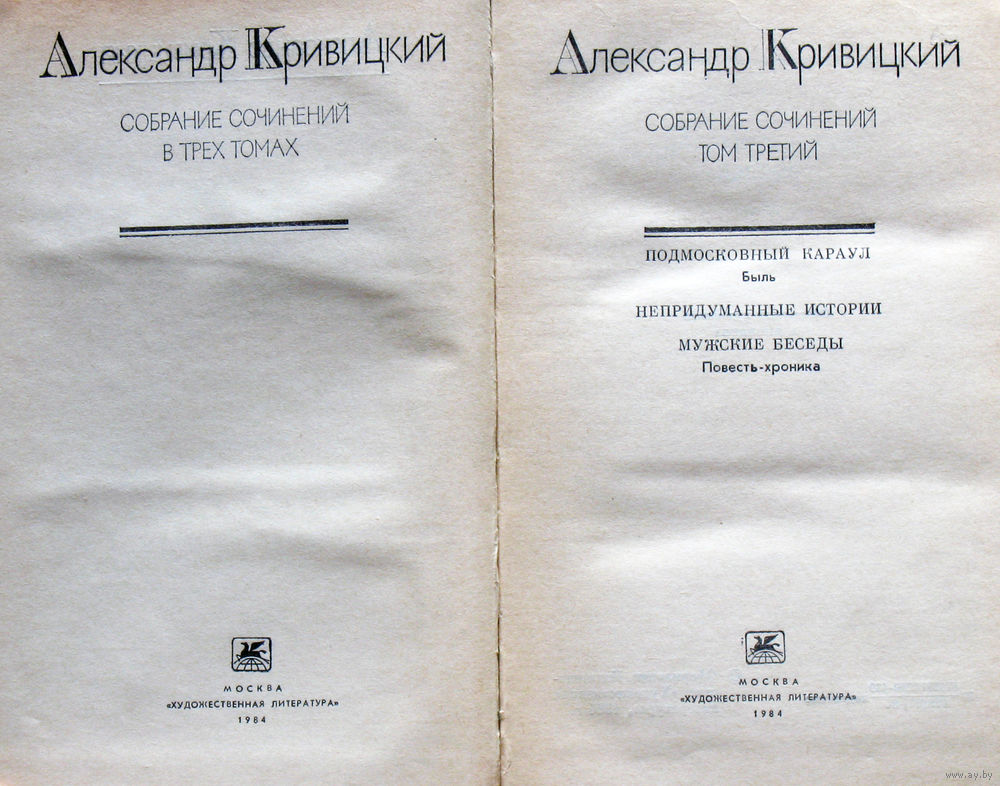 Александр Кривицкий
СОБРАНИЕ СОЧИНЕНИЙ
В ТРЕХ ТОМАХ
МОСКВА
«ХУДОЖЕСТВЕННАЯ ЛИТЕРАТУРА»
1984
Александр Кривицкий
СОБРАНИЕ СОЧИНЕНИЙ
ТОМ ТРЕТИЙ
ПОДМОСКОВНЫЙ КАРАУЛ
Быль
НЕПРИДУМАННЫЕ ИСТОРИИ
МУЖСКИЕ БЕСЕДЫ
Повесть-хроника
МОСКВА
«ХУДОЖЕСТВЕННАЯ ЛИТЕРАТУРА»
1984
www.ay.by